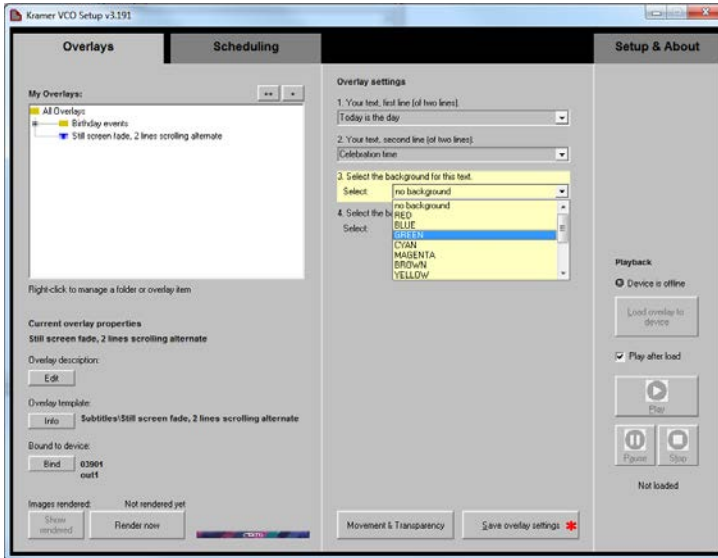 Kramer VCO Setup v3.191
Overlays
Scheduling
Setup & About
My Overlays:
All Overlays
Birthday events
Still screen fade, 2 lines scrolling alternate
Right-click to manage a folder or overlay item
Current overlay properties
Still screen fade, 2 lines scrolling alternate
Overlay description:
Edit
Overlay template:
Info
Subtitles\Still screen fade, 2 lines scrolling alternate
Bound to device:
Bind
03901
out1
Images rendered:
Not rendered yet
Show rendered
Render now
Overlay settings
1. Your text, first line (of two lines).
Today is the day
2. Your text, second line (of two lines).
Celebration time
3. Select the background for this text.
Select:
no background
no background
RED
BLUE
GREEN
CYAN
MAGENTA
BROWN
YELLOW
4. Select the
Select:
Movement & Transparency
Save overlay settings
Playback
Device is offline
Load overlay to
device
Play after load
Play
Pause
Stop
Not loaded